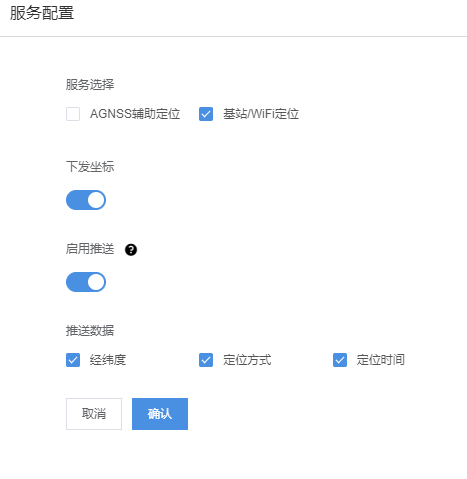 服务配置
服务选择
AGNSS辅助定位 基站/WiFi定位
下发坐标
启用推送 ?
推送数据
经纬度 定位方式 定位时间
取消 确认